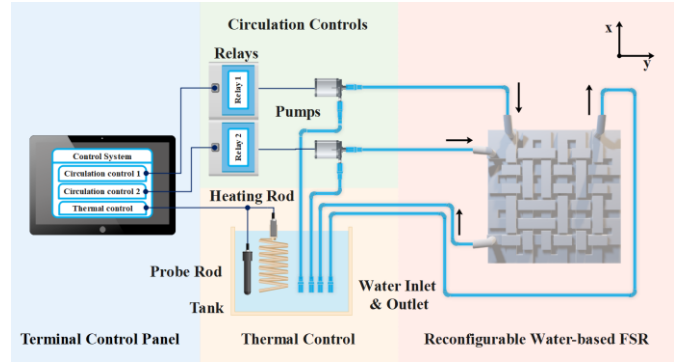 Circulation Controls
Relays
x
y
Relay 1
Pumps
Relay 2
Control System
Circulation control 1
Circulation control 2
Thermal control
Heating Rod
Probe Rod
Tank
Water Inlet
& Outlet
Terminal Control Panel
Thermal Control
Reconfigurable Water-based FSR